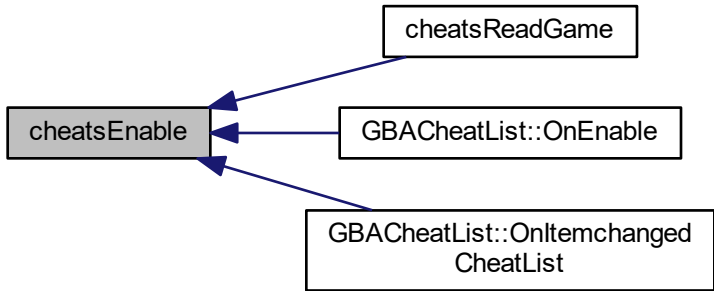 cheatsReadGame
cheatsEnable
GBACheatList::OnEnable
GBACheatList::OnItemchanged
CheatList